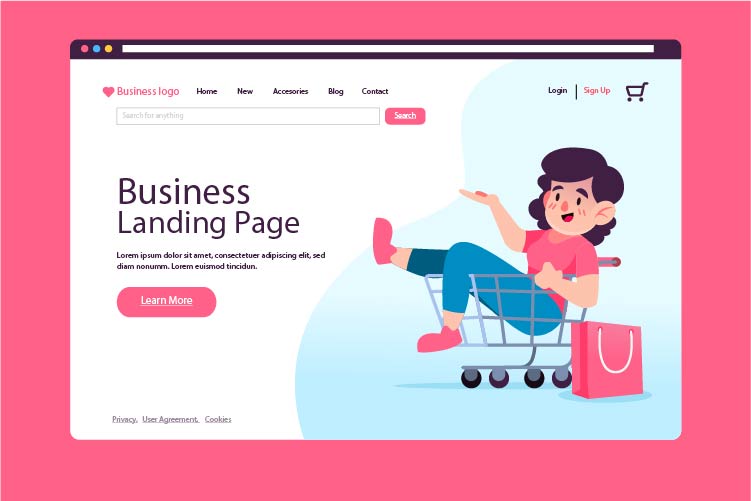 Business logo Home New Accesories Blog Contact Login Sign Up
Search for anything Search
Business
Landing Page
Lorem ipsum dolor sit amet, consectetuer adipiscing elit, sed
diam nonumm. Lorem euismod tincidun.
Learn More
Privacy. User Agreement. Cookies